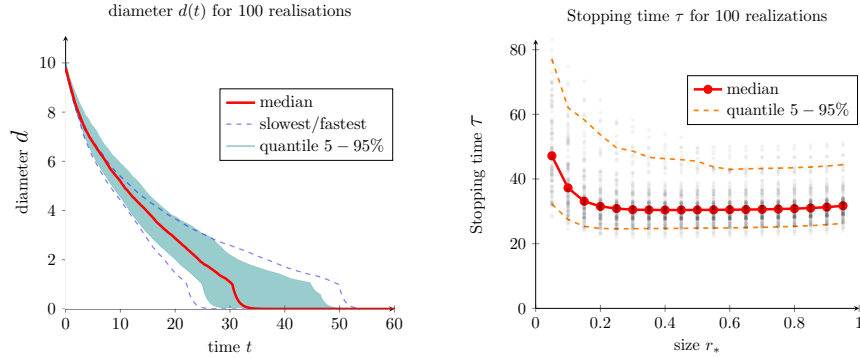 diameter d(t) for 100 realisations
10
8
6
4
2
0
0
10
20
30
40
50
60
diameter d
time t
median
slowest/fastest
quantile 5 − 95%
Stopping time τ for 100 realizations
80
60
40
20
0
0
0.2
0.4
0.6
0.8
1
Stopping time τ
size r*
median
quantile 5 − 95%